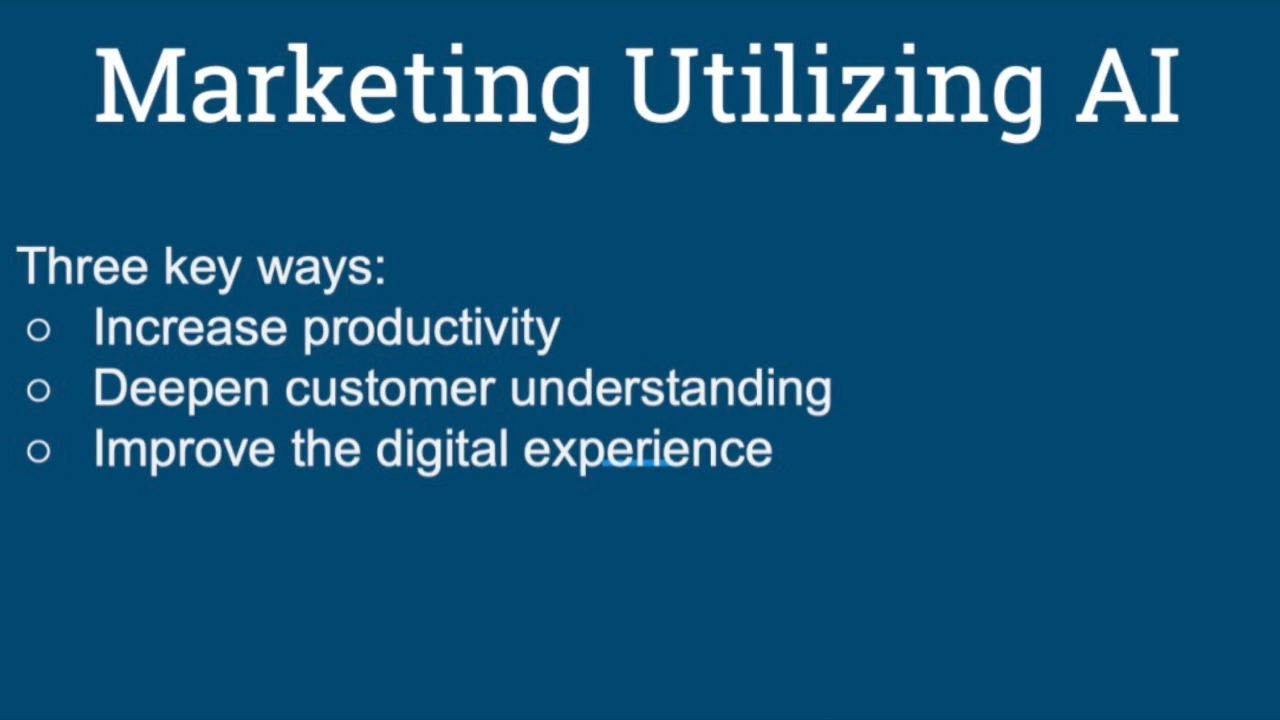 Marketing Utilizing AI
Three key ways:
○ Increase productivity
○ Deepen customer understanding
○ Improve the digital experience